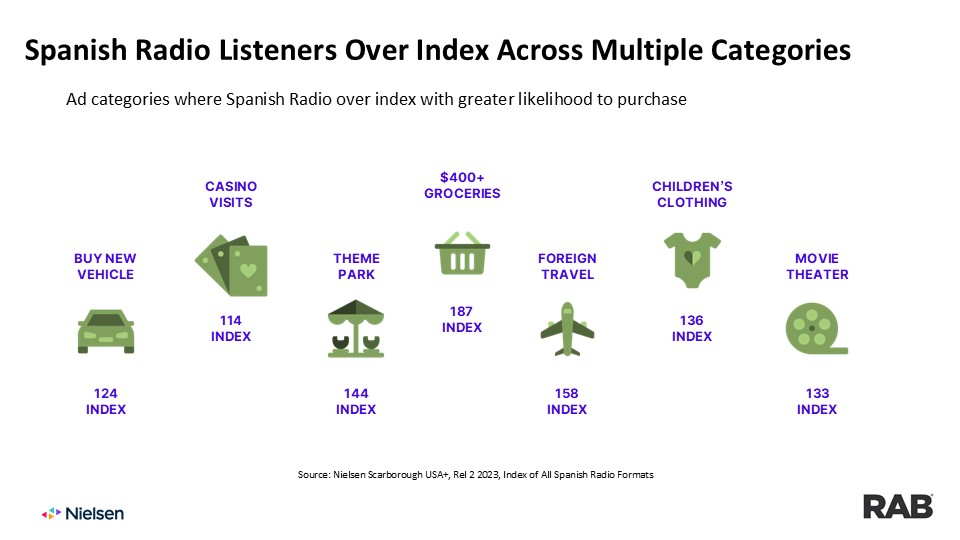 Spanish Radio Listeners Over Index Across Multiple Categories
Ad categories where Spanish Radio over index with greater likelihood to purchase
BUY NEW
VEHICLE
124
INDEX
CASINO
VISITS
114
INDEX
THEME
PARK
144
INDEX
$400+
GROCERIES
187
INDEX
FOREIGN
TRAVEL
158
INDEX
CHILDREN'S
CLOTHING
136
INDEX
MOVIE
THEATER
133
INDEX
Source: Nielsen Scarborough USA+, Rel 2 2023, Index of All Spanish Radio Formats
Nielsen
RAB